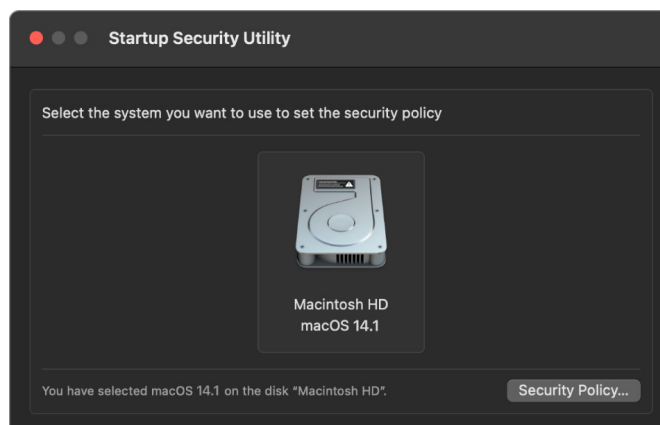 Startup Security Utility
Select the system you want to use to set the security policy
Macintosh HD
macOS 14.1
You have selected macOS 14.1 on the disk "Macintosh HD".
Security Policy...